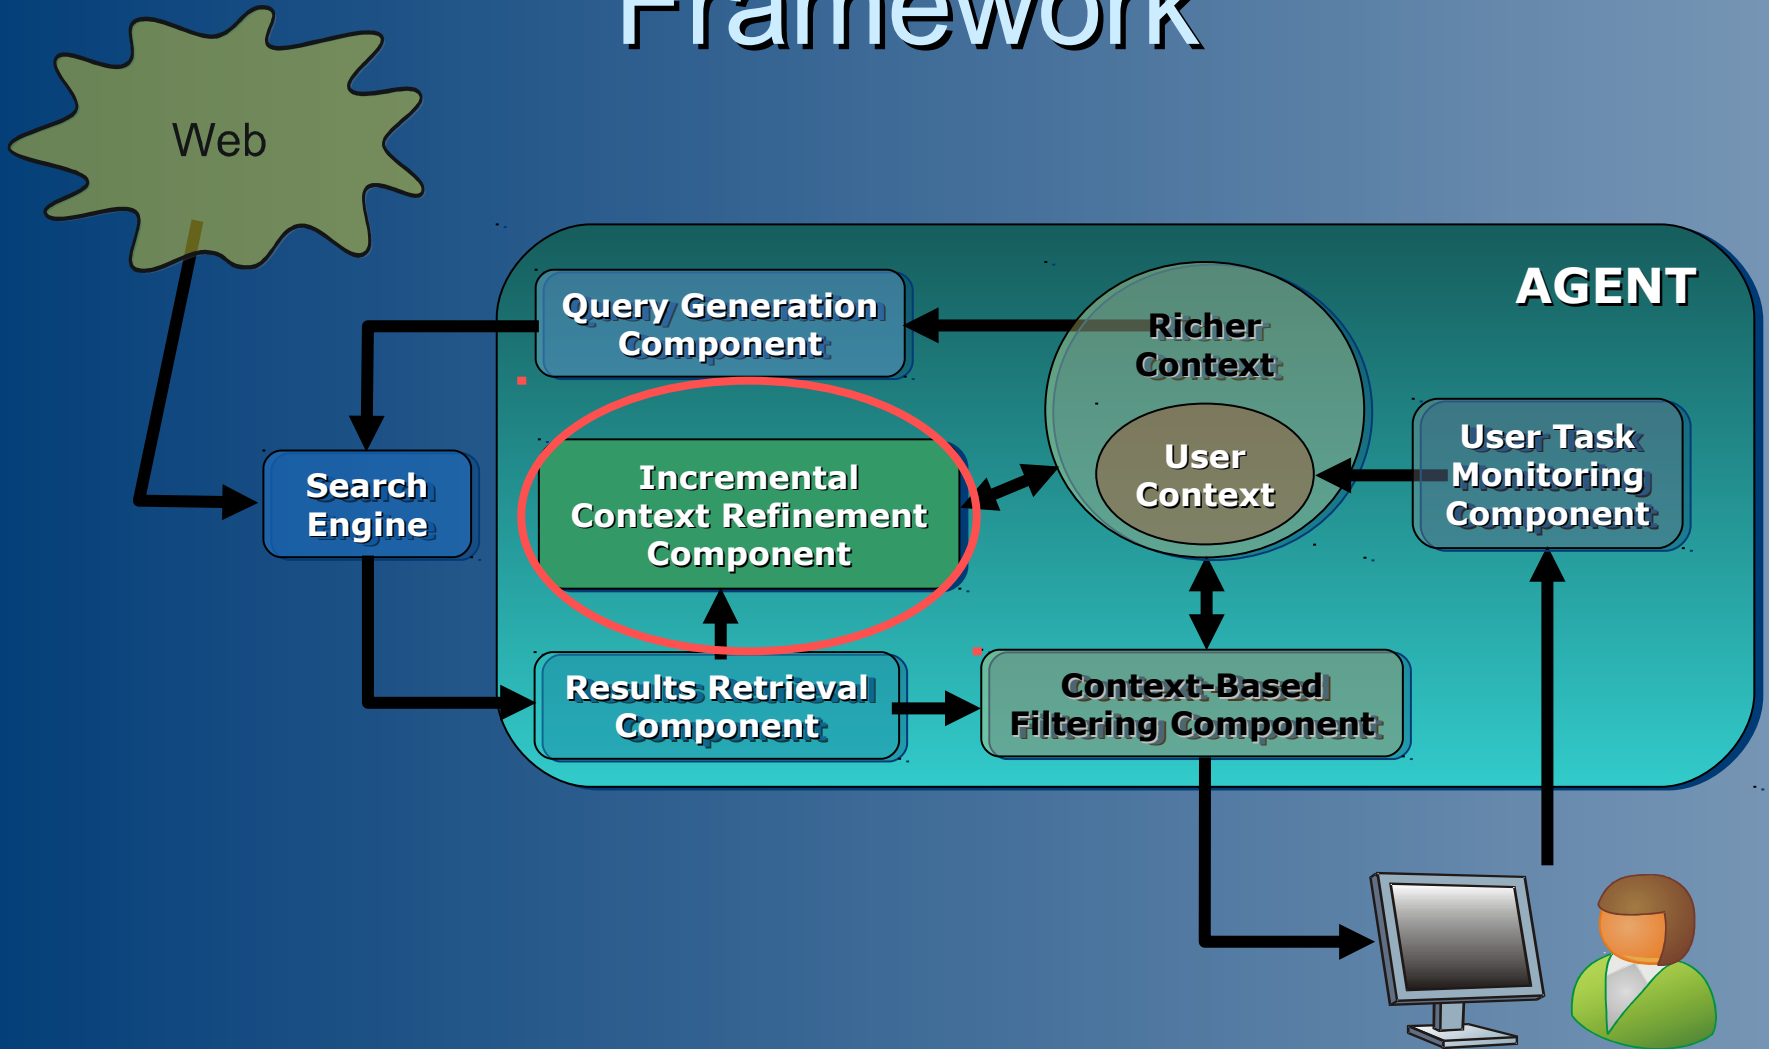 Framework
Web
AGENT
Query Generation
Component
Richer
Context
User Task
Monitoring
Component
User
Context
Search
Engine
Incremental
Context Refinement
Component
Results Retrieval
Component
Context-Based
Filtering Component